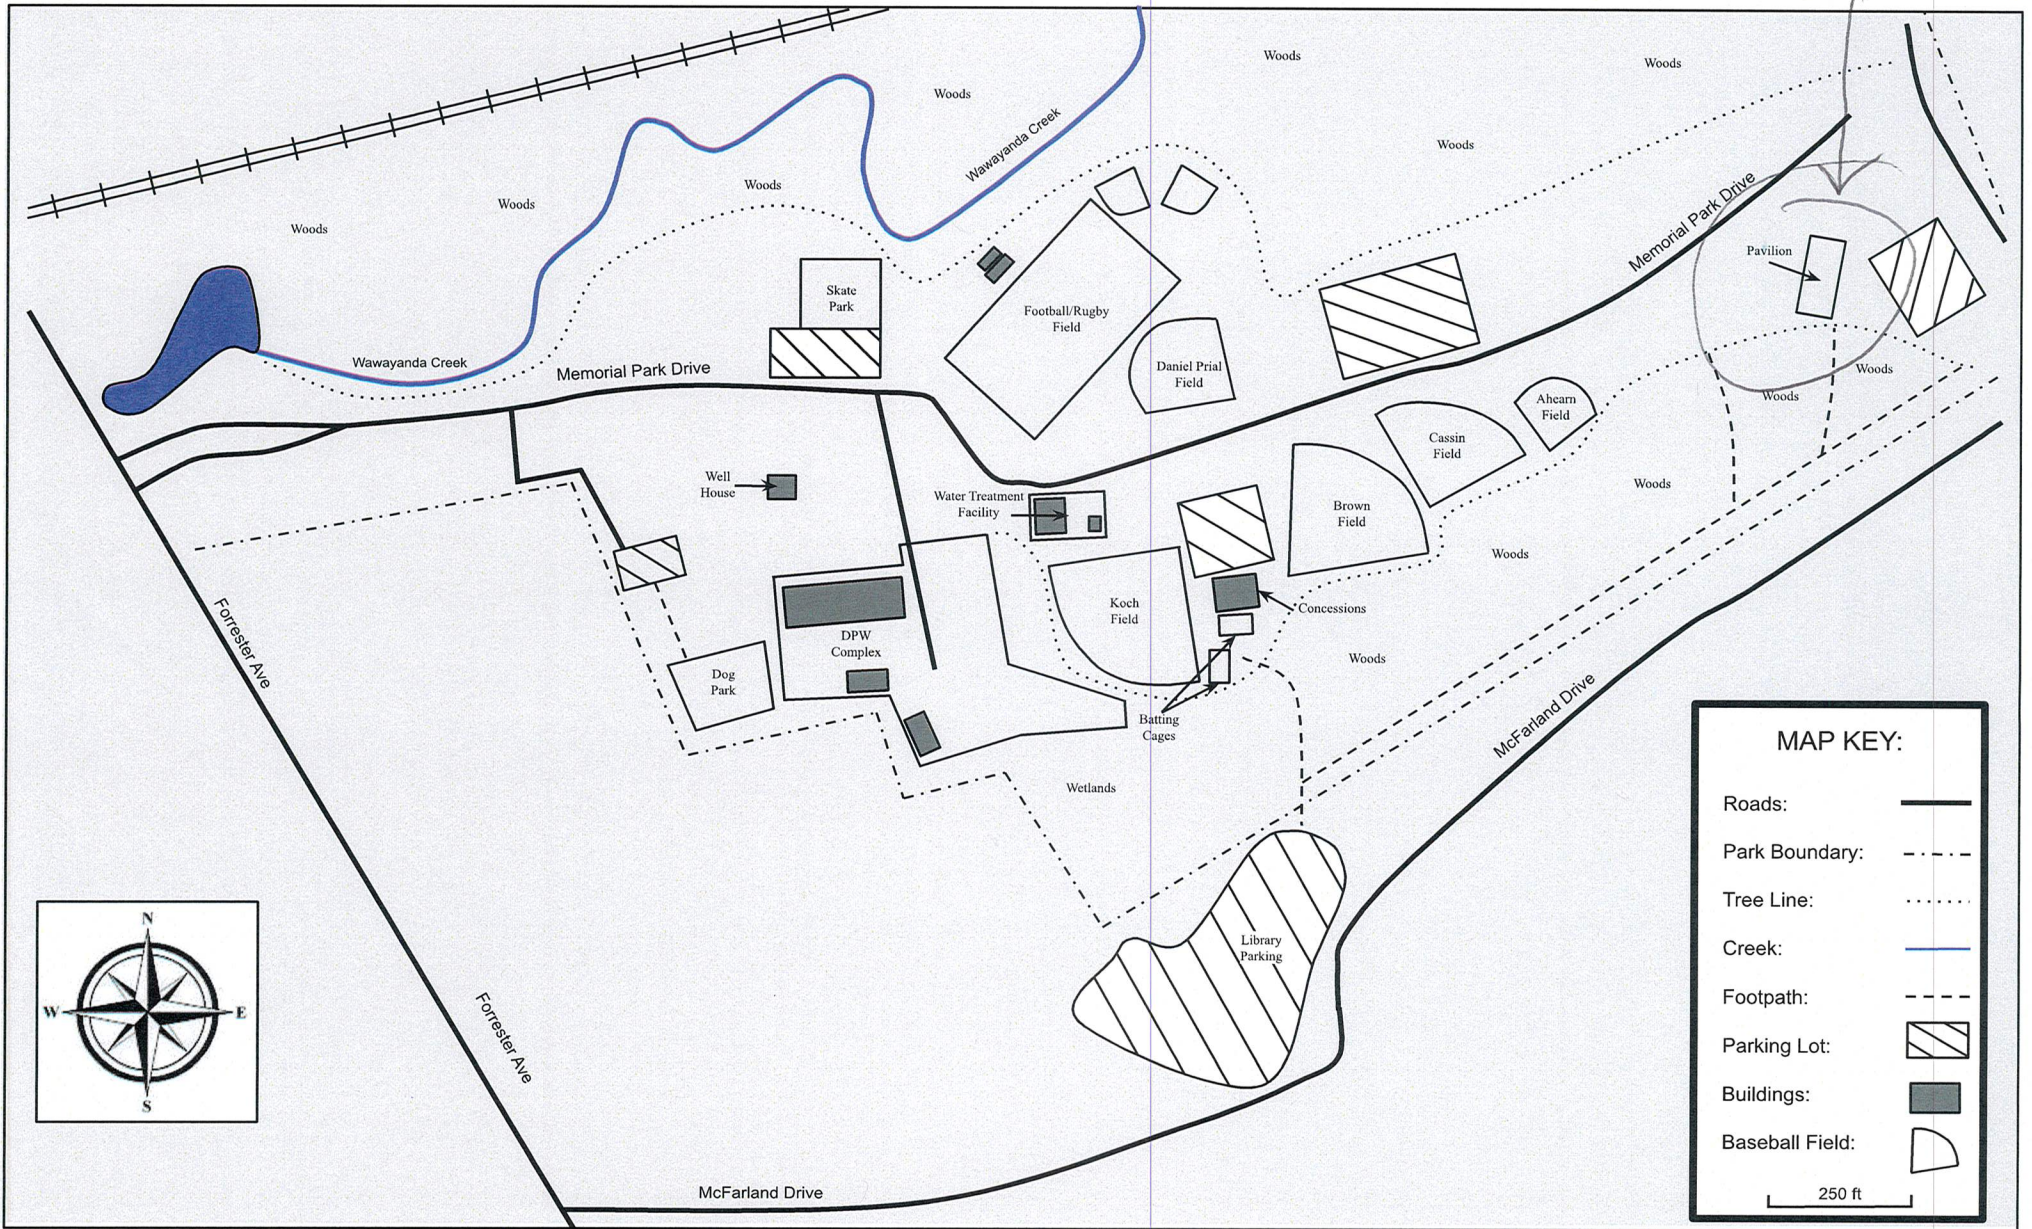 Woods
Woods
Woods
Woods
Woods
Woods
Woods
Wawayanda Creek
Memorial Park Drive
Pavilion
Skate
Park
Football/Rugby
Field
Wawayanda Creek
Memorial Park Drive
Daniel Prial
Field
Woods
Woods
Ahearn
Field
Cassin
Field
Well
House
Water Treatment
Facility
Brown
Field
Woods
Woods
Koch
Field
Concessions
Forrester Ave
DPW
Complex
Dog
Park
Woods
Batting
Cages
McFarland Drive
Wetlands
Library
Parking
Forrester Ave
McFarland Drive
N
W
E
S
MAP KEY:
Roads:
Park Boundary:
Tree Line:
Creek:
Footpath:
Parking Lot:
Buildings:
Baseball Field:
250 ft